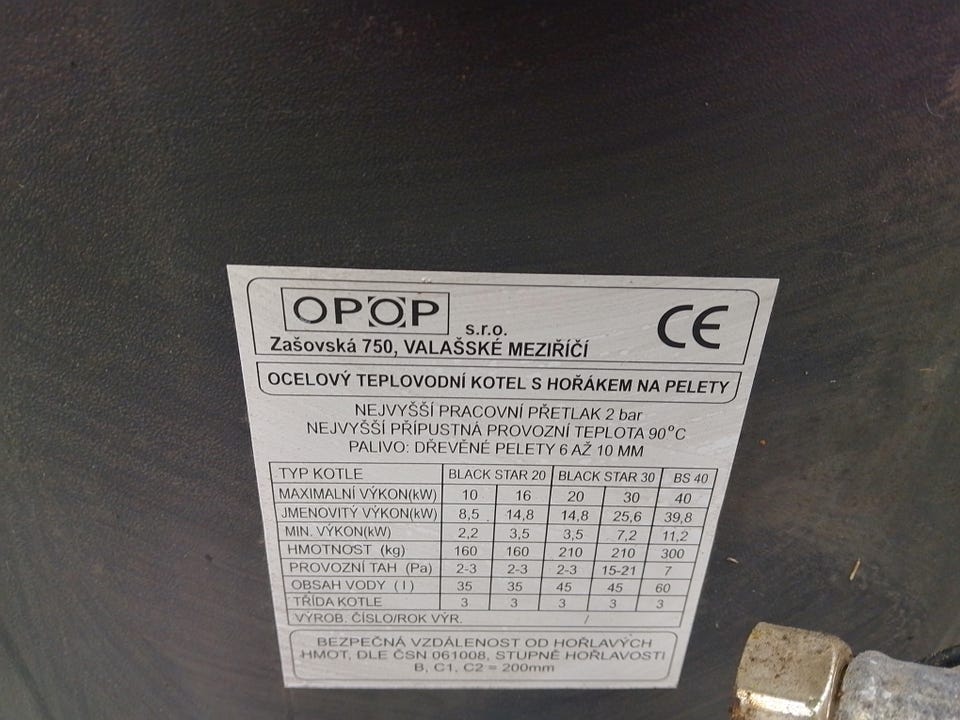 OPOP s.r.o.
CE
Zašovská 750, VALAŠSKÉ MEZIŘÍČÍ
OCELOVÝ TEPLOVODNÍ KOTEL S HOŘÁKEM NA PELETY
NEJVYŠŠÍ PRACOVNÍ PŘETLAK 2 bar
NEJVYŠŠÍ PŘÍPUSTNÁ PROVOZNÍ TEPLOTA 90°C
PALIVO: DŘEVĚNÉ PELETY 6 AŽ 10 MM
TYP KOTLE BLACK STAR 20 BLACK STAR 30 BS 40
MAXIMALNÍ VÝKON(kW) 10 16 20 30 40
JMENOVITÝ VÝKON(kW) 8,5 14,8 14,8 25,6 39,8
MIN. VÝKON(kW) 2,2 3,5 3,5 7,2 11,2
HMOTNOST (kg) 160 160 210 210 300
PROVOZNÍ TAH (Pa) 2-3 2-3 2-3 15-21 7
OBSAH VODY ( l ) 35 35 45 45 60
TŘÍDA KOTLE 3 3 3 3 3
VÝROB. ČÍSLO/ROK VÝR. /
BEZPEČNÁ VZDÁLENOST OD HOŘLAVÝCH
HMOT, DLE ČSN 061008, STUPNĚ HOŘLAVOSTI
B, C1, C2 = 200mm